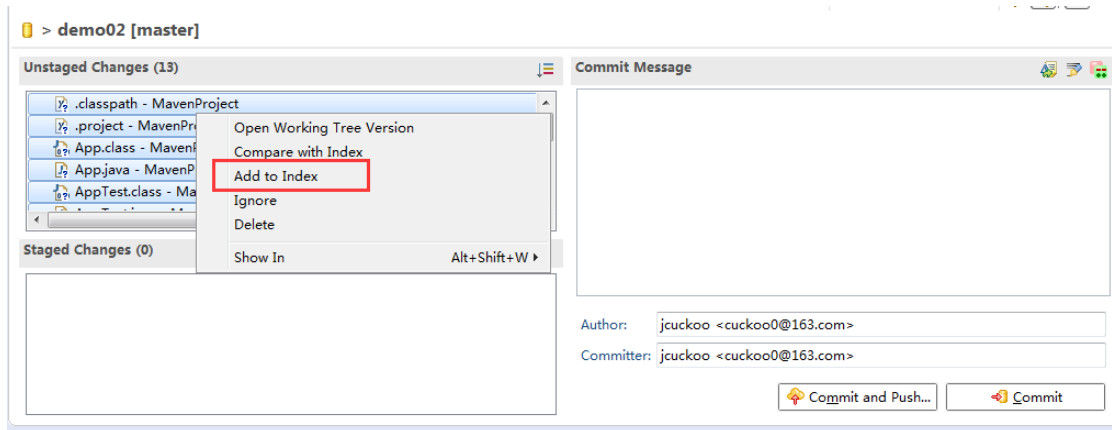 > demo02 [master]
Unstaged Changes (13)
.classpath - MavenProject
.project - MavenPr
App.class - Maven
App.java - MavenP
AppTest.class - Ma
Open Working Tree Version
Compare with Index
Add to Index
Ignore
Delete
Show In Alt+Shift+W
Staged Changes (0)
Commit Message
Author: jcuckoo <cuckoo0@163.com>
Committer: jcuckoo <cuckoo0@163.com>
Commit and Push...
Commit